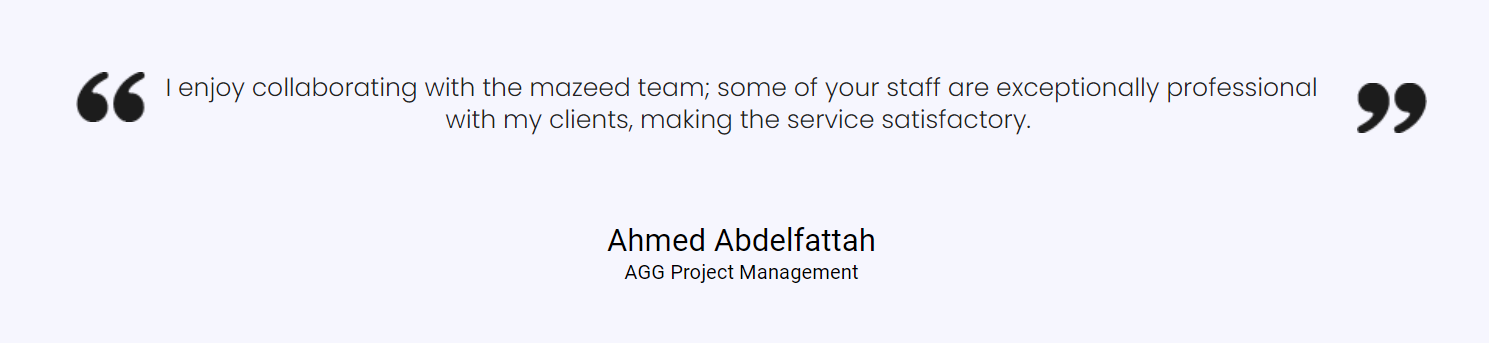 “ I enjoy collaborating with the mazeed team; some of your staff are exceptionally professional
with my clients, making the service satisfactory. ”
Ahmed Abdelfattah
AGG Project Management